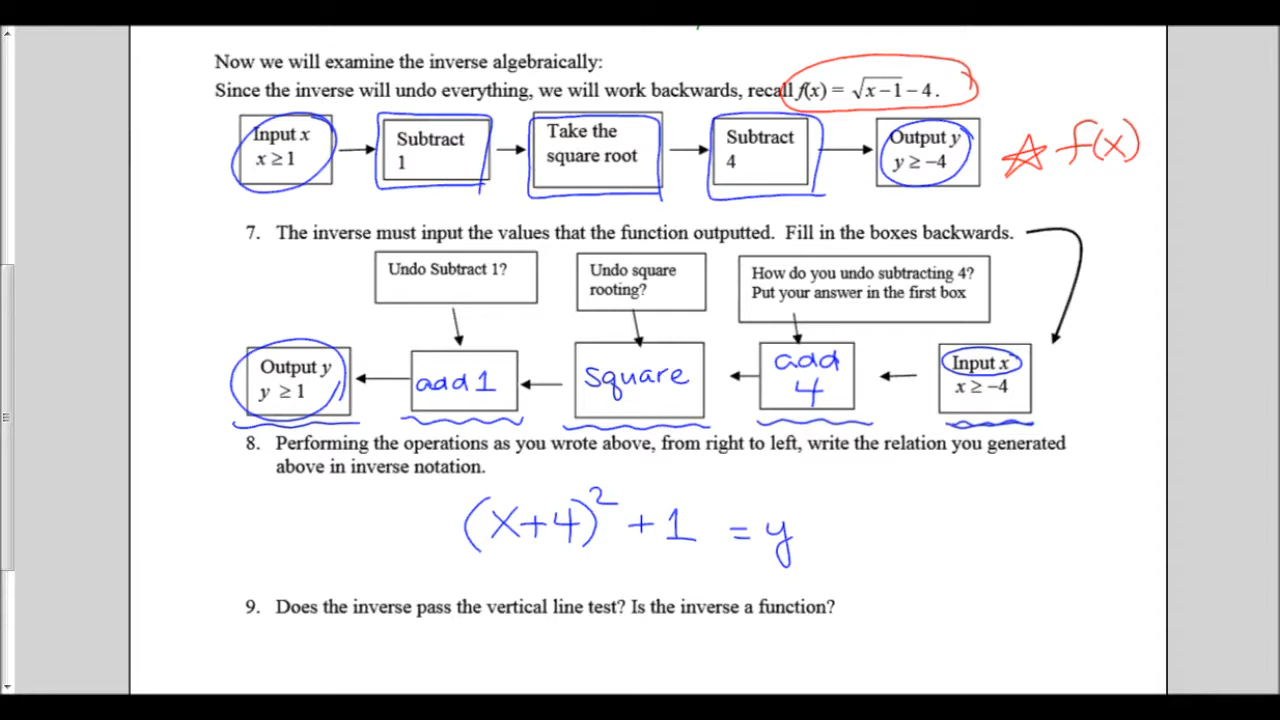 Now we will examine the inverse algebraically:
Since the inverse will undo everything, we will work backwards, recall f(x) = √x−1 − 4.
Input x
x ≥ 1
Subtract
1
Take the
square root
Subtract
4
Output y
y ≥ −4
☆ f(x)
7. The inverse must input the values that the function outputted. Fill in the boxes backwards.
Undo Subtract 1?
Undo square
rooting?
How do you undo subtracting 4?
Put your answer in the first box
Output y
y ≥ 1
add 1
square
add
4
Input x
x ≥ −4
8. Performing the operations as you wrote above, from right to left, write the relation you generated
above in inverse notation.
(x+4)² + 1 = y
9. Does the inverse pass the vertical line test? Is the inverse a function?